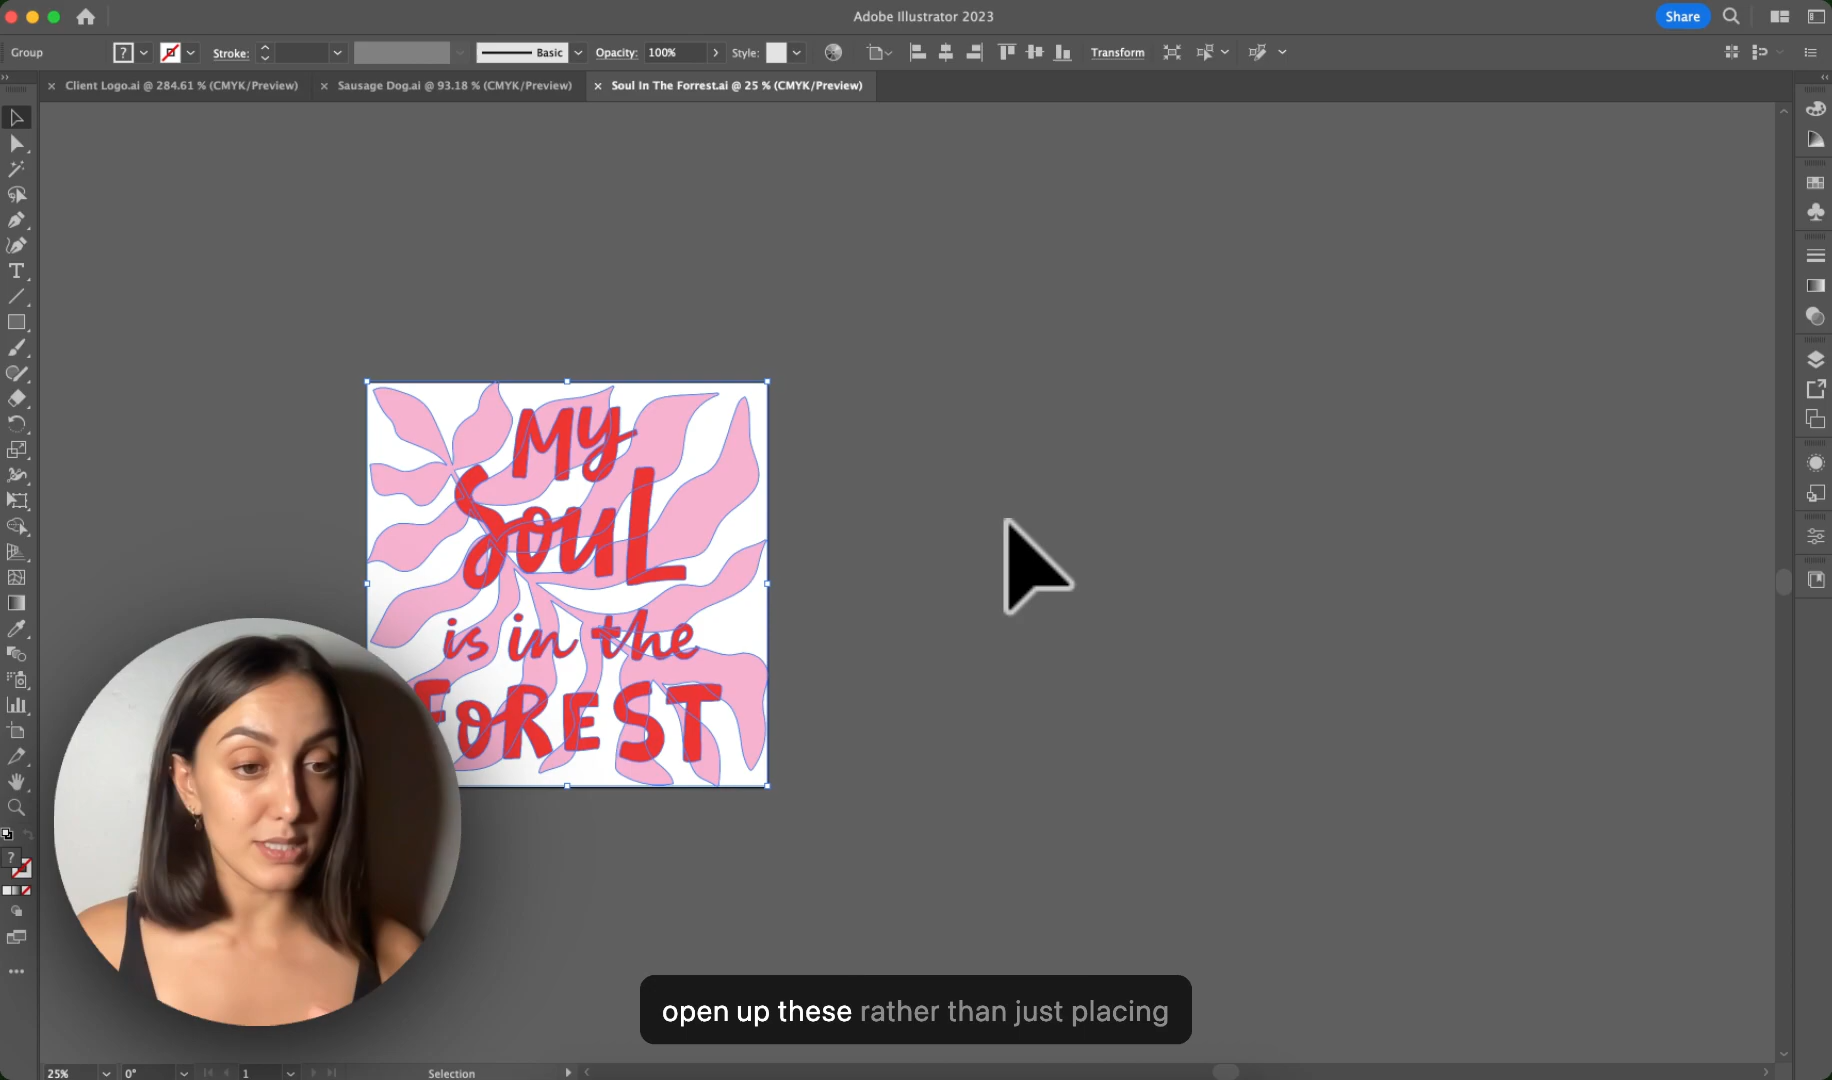 Adobe Illustrator 2023
Share
Group
?
Stroke:
Basic
Opacity:
100%
Style:
Transform
Client Logo.ai @ 284.61 % (CMYK/Preview)
Sausage Dog.ai @ 93.18 % (CMYK/Preview)
Soul In The Forrest.ai @ 25 % (CMYK/Preview)
My
Soul
is in the
FOREST
?
open up these rather than just placing
25%
0°
1
Selection